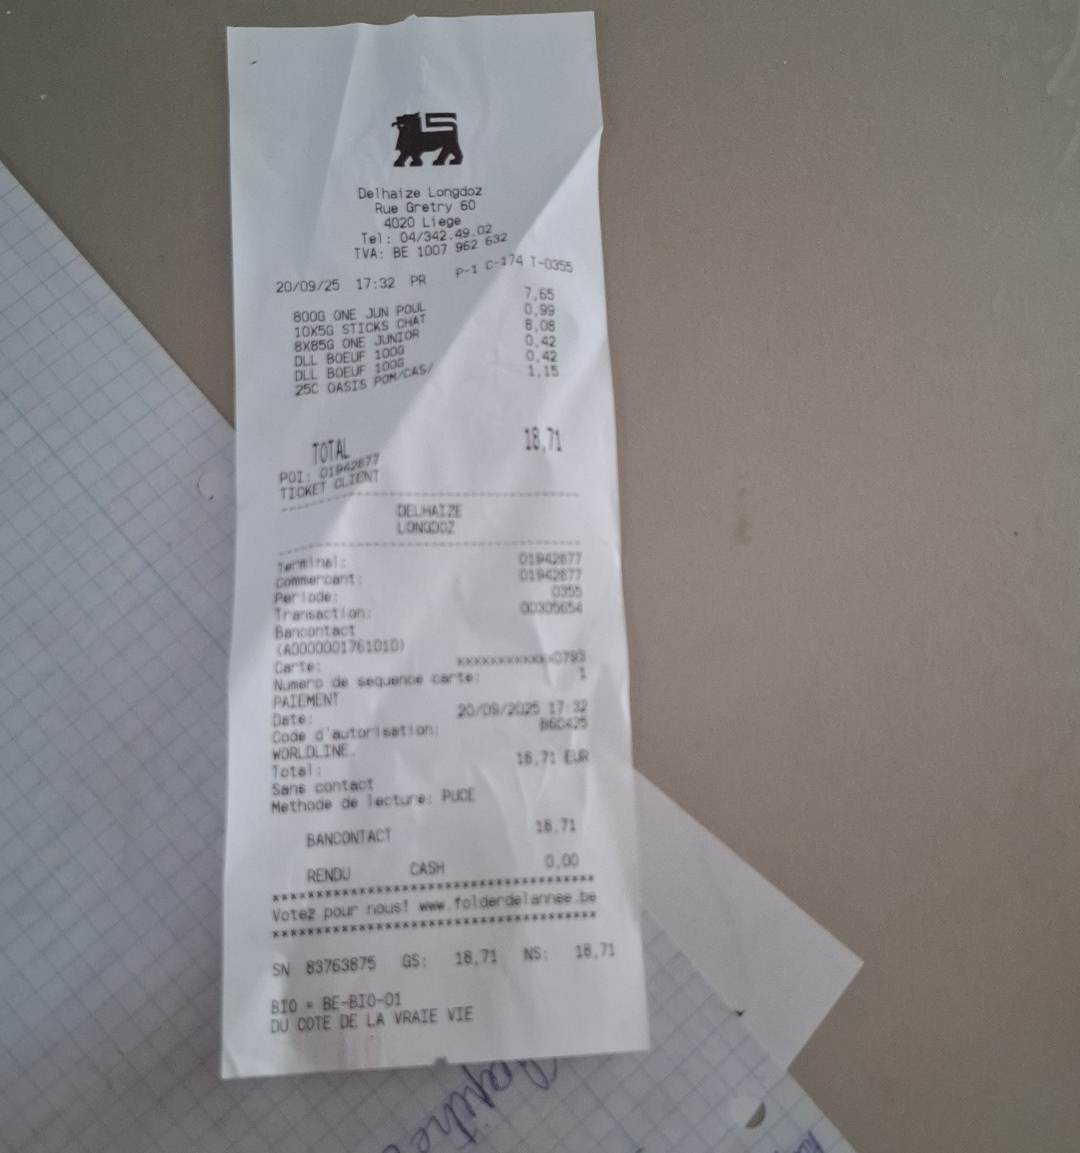 Delhaize Longdoz
Rue Gretry 60
4020 Liege
Tel: 04/342.49.02
TVA: BE 1007 962 632
20/09/25 17:32 PR P-1 C-174 T-0355
800G ONE JUN POUL 7,65
10X5G STICKS CHAT 0,99
8X85G ONE JUNIOR 8,08
DLL BOEUF 100G 0,42
DLL BOEUF 100G 0,42
25C OASIS POM/CAS/ 1,15
TOTAL 18,71
POI: 01942877
TICKET CLIENT
DELHAIZE
LONGDOZ
Terminal: 01942877
Commercant: 01942877
Periode: 0355
Transaction: 00305654
Bancontact
(A0000001761010)
Carte: xxxxxxxxxxxxx0793
Numero de sequence carte: 1
PAIEMENT
Date: 20/09/2025 17:32
Code d'autorisation: B60425
WORLDLINE
Total: 18,71 EUR
Sans contact
Methode de lecture: PUCE
BANCONTACT 18,71
RENDU CASH 0,00
************************************
Votez pour nous! www.folderdelannee.be
************************************
SN 83763875 GS: 18,71 NS: 18,71
BIO = BE-BIO-01
DU COTE DE LA VRAIE VIE